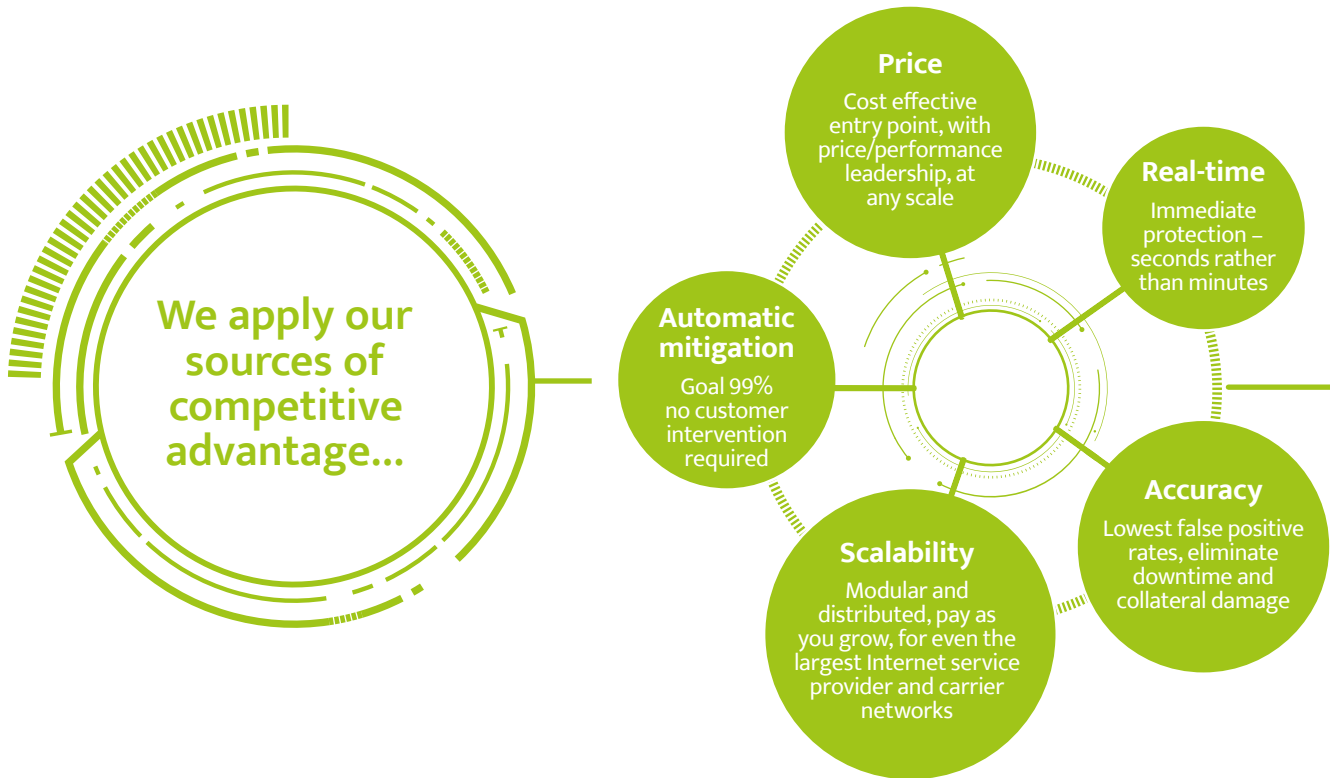 We apply our
sources of
competitive
advantage...
Price
Cost effective
entry point, with
price/performance
leadership, at
any scale
Real-time
Immediate
protection –
seconds rather
than minutes
Automatic
mitigation
Goal 99%
no customer
intervention
required
Accuracy
Lowest false positive
rates, eliminate
downtime and
collateral damage
Scalability
Modular and
distributed, pay as
you grow, for even the
largest Internet service
provider and carrier
networks